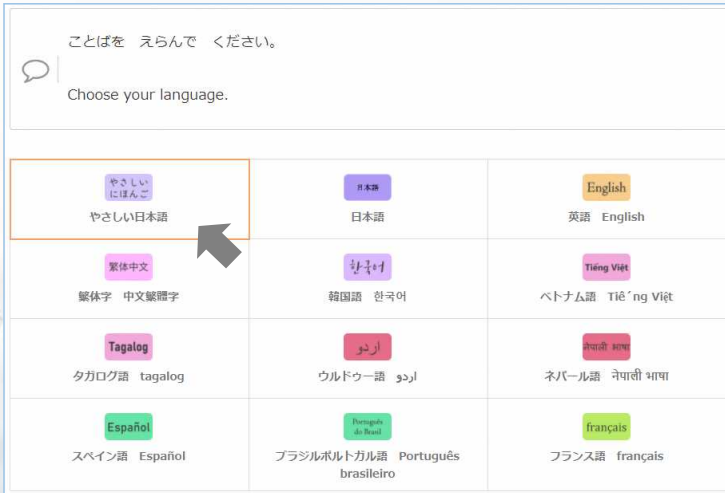 ことばを えらんで ください。
Choose your language.
やさしい
にほんご
やさしい日本語
日本語
日本語
English
英語 English
繁体中文
繁体字 中文繁體字
한국어
韓国語 한국어
Tiếng Việt
ベトナム語 Tiê´ng Việt
Tagalog
タガログ語 tagalog
اردو
ウルドゥー語 اردو
नेपाली भाषा
ネパール語 नेपाली भाषा
Español
スペイン語 Español
Português
do Brasil
ブラジルポルトガル語 Português
brasileiro
français
フランス語 français